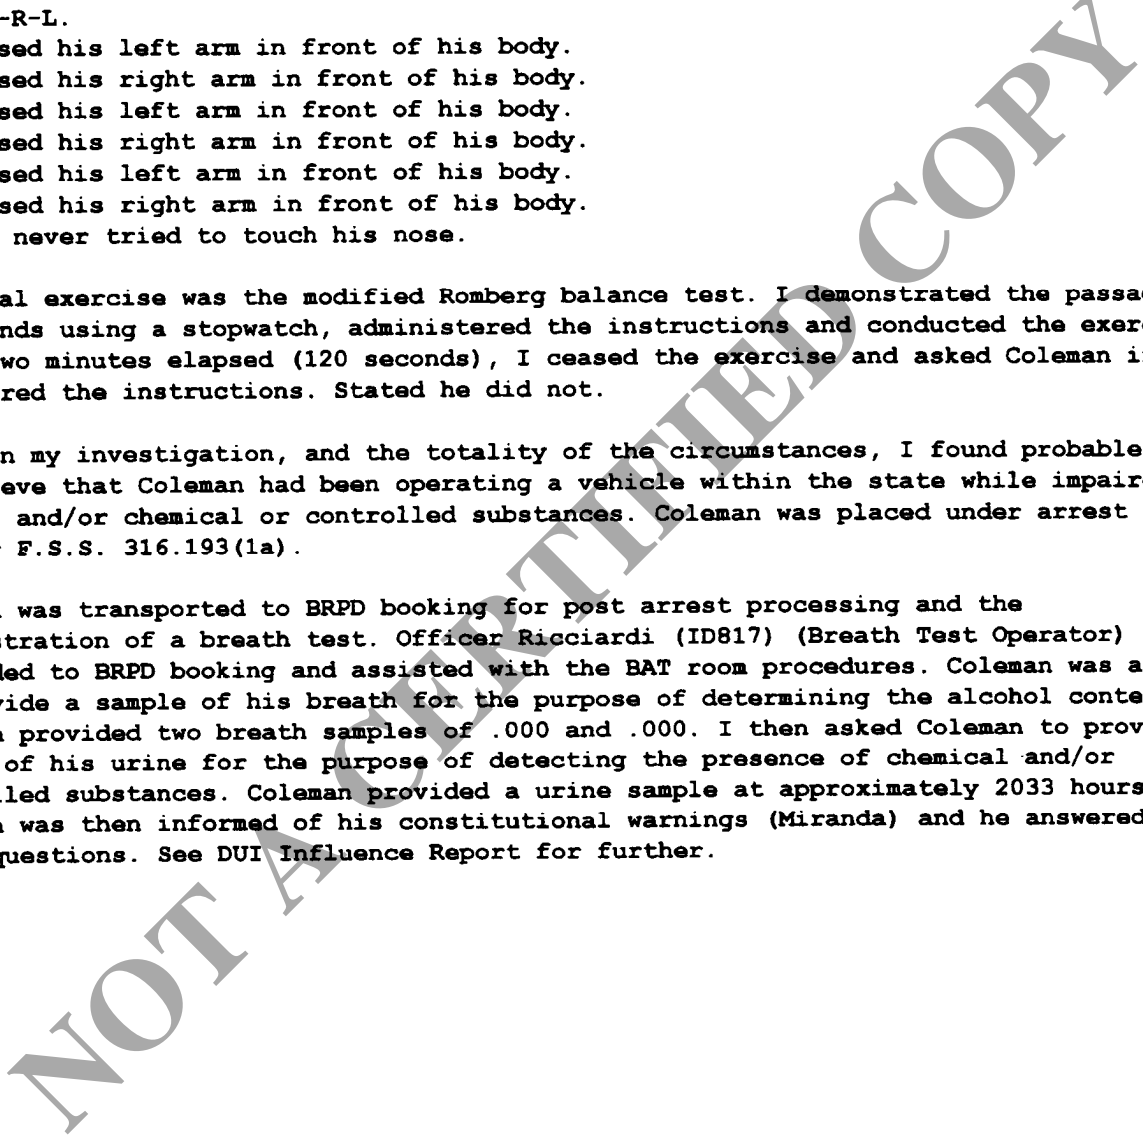 -R-L.
sed his left arm in front of his body.
sed his right arm in front of his body.
sed his left arm in front of his body.
sed his right arm in front of his body.
sed his left arm in front of his body.
sed his right arm in front of his body.
never tried to touch his nose.
al exercise was the modified Romberg balance test. I demonstrated the passa
nds using a stopwatch, administered the instructions and conducted the exer
wo minutes elapsed (120 seconds), I ceased the exercise and asked Coleman i
red the instructions. Stated he did not.
n my investigation, and the totality of the circumstances, I found probable
eve that Coleman had been operating a vehicle within the state while impair
and/or chemical or controlled substances. Coleman was placed under arrest
F.S.S. 316.193(1a).
was transported to BRPD booking for post arrest processing and the
stration of a breath test. Officer Ricciardi (ID817) (Breath Test Operator)
ded to BRPD booking and assisted with the BAT room procedures. Coleman was a
vide a sample of his breath for the purpose of determining the alcohol conte
n provided two breath samples of .000 and .000. I then asked Coleman to prov
of his urine for the purpose of detecting the presence of chemical and/or
lled substances. Coleman provided a urine sample at approximately 2033 hours
n was then informed of his constitutional warnings (Miranda) and he answered
questions. See DUI Influence Report for further.
NOT A CERTIFIED COPY